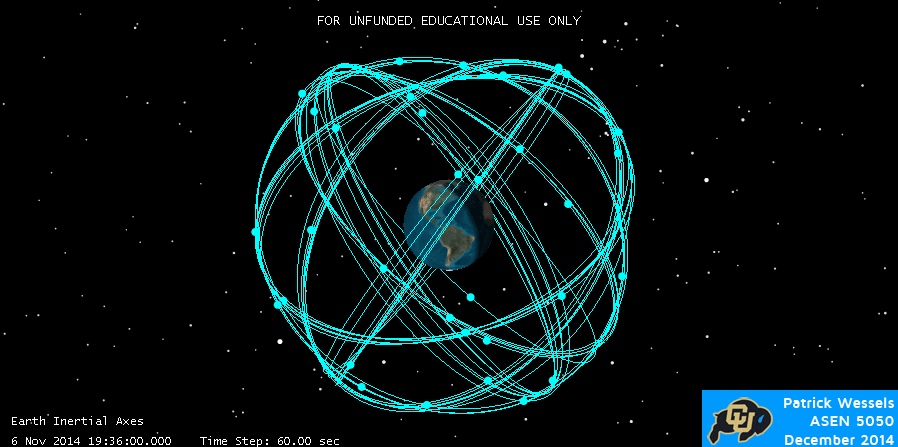 FOR UNFUNDED EDUCATIONAL USE ONLY
Earth Inertial Axes
6 Nov 2014 19:36:00.000 Time Step: 60.00 sec
CU
Patrick Wessels
ASEN 5050
December 2014